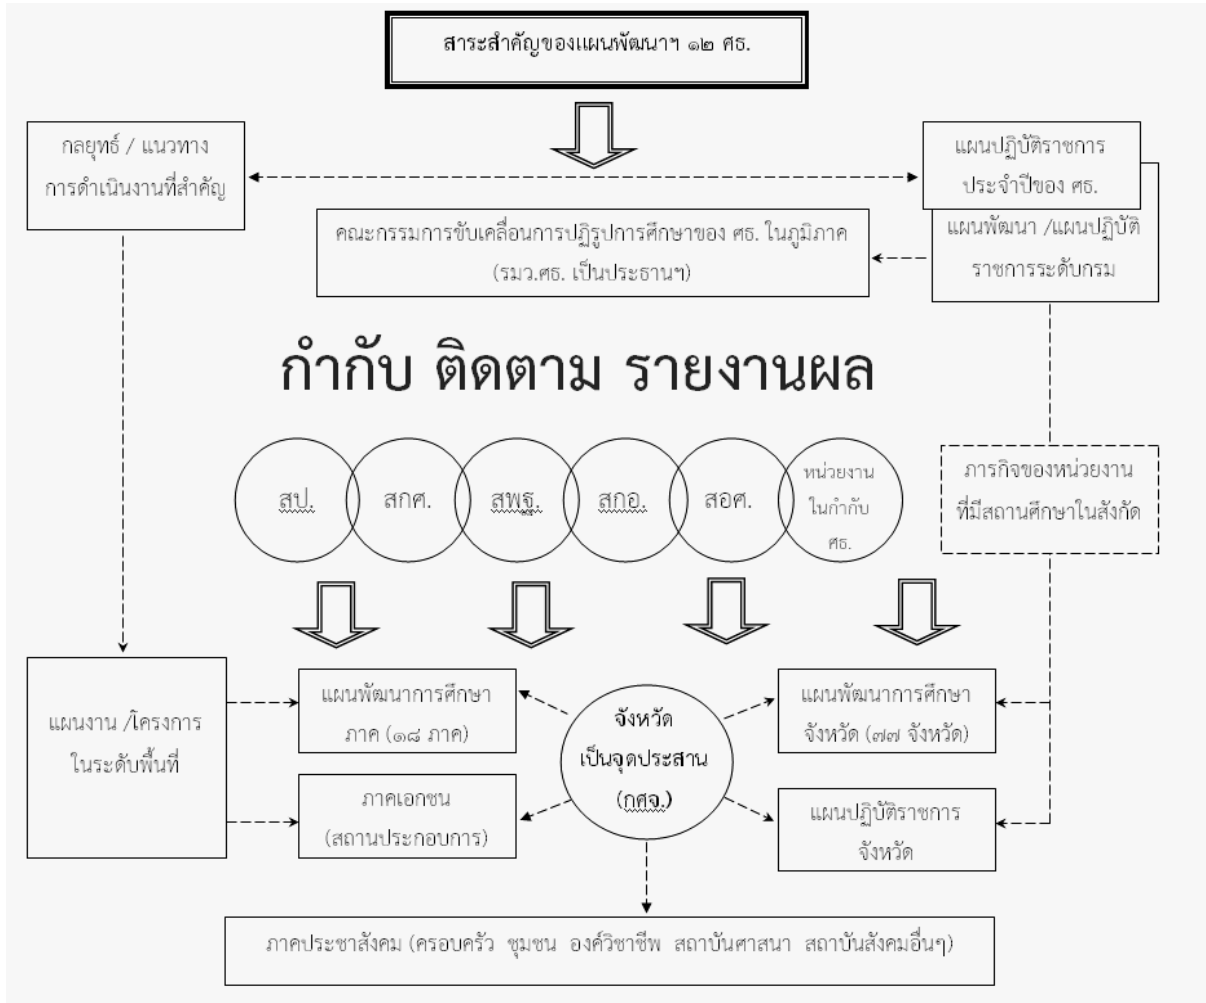 สาระสำคัญของแผนพัฒนาฯ ๑๒ ศธ.
กลยุทธ์ / แนวทาง
การดำเนินงานที่สำคัญ
แผนปฏิบัติราชการ
ประจำปีของ ศธ.
แผนพัฒนา /แผนปฏิบัติ
ราชการระดับกรม
คณะกรรมการขับเคลื่อนการปฏิรูปการศึกษาของ ศธ. ในภูมิภาค
(รมว.ศธ. เป็นประธานฯ)
กำกับ ติดตาม รายงานผล
สป.
สกศ.
สพฐ.
สกอ.
สอศ.
หน่วยงาน
ในกำกับ
ศธ.
ภารกิจของหน่วยงาน
ที่มีสถานศึกษาในสังกัด
แผนงาน /โครงการ
ในระดับพื้นที่
แผนพัฒนาการศึกษา
ภาค (๑๘ ภาค)
ภาคเอกชน
(สถานประกอบการ)
จังหวัด
เป็นจุดประสาน
(กศจ.)
แผนพัฒนาการศึกษา
จังหวัด (๗๗ จังหวัด)
แผนปฏิบัติราชการ
จังหวัด
ภาคประชาสังคม (ครอบครัว ชุมชน องค์วิชาชีพ สถาบันศาสนา สถาบันสังคมอื่นๆ)